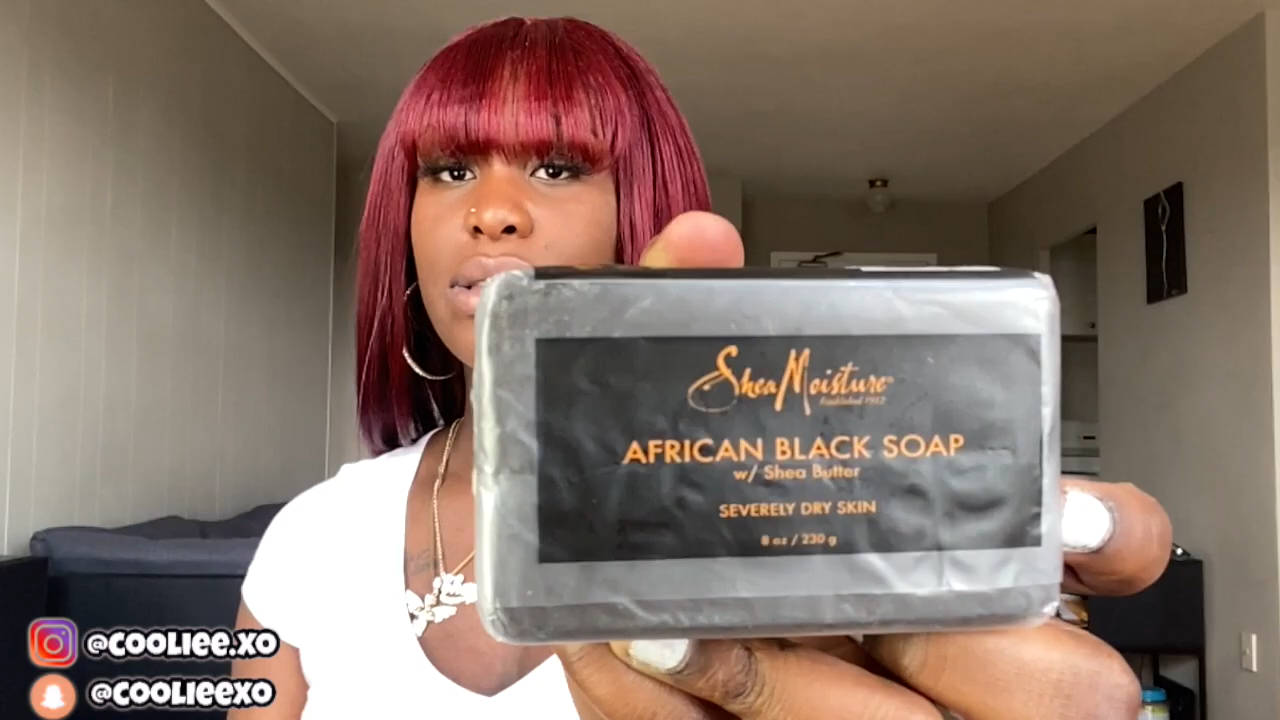 SheaMoisture®
Established 1912
AFRICAN BLACK SOAP
w/ Shea Butter
SEVERELY DRY SKIN
8 oz / 230 g
@COOLIEE.XO
@COOLIEEXO